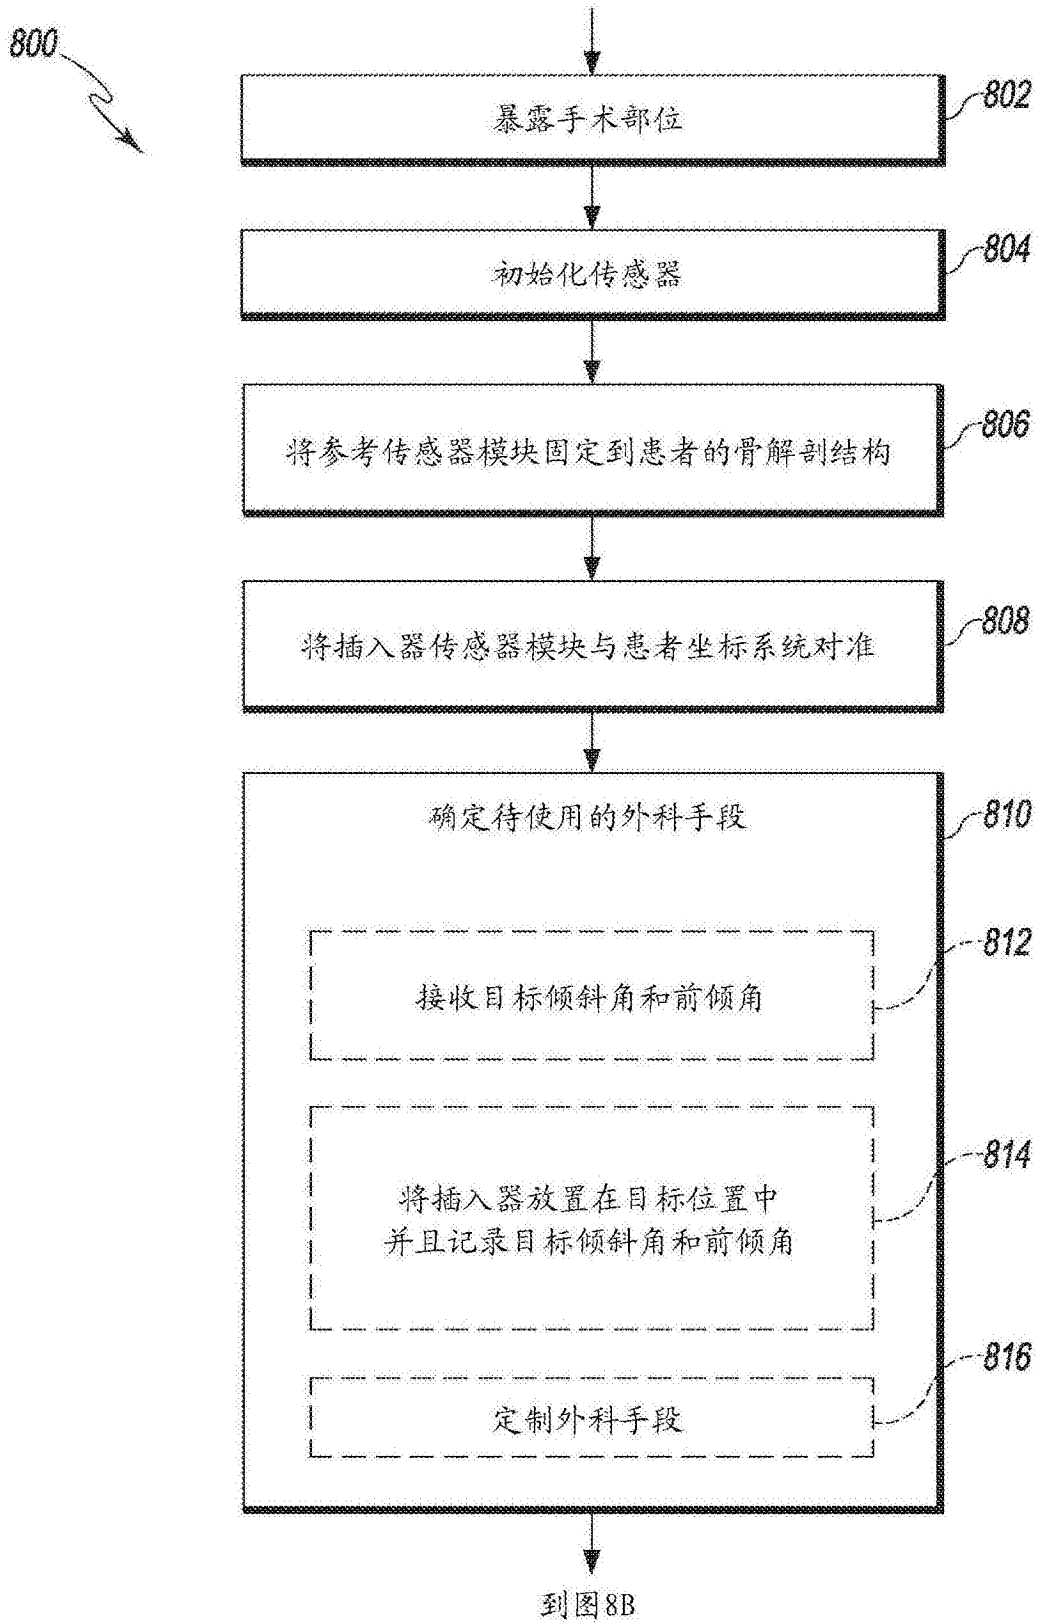 800
暴露手术部位
802
初始化传感器
804
将参考传感器模块固定到患者的骨解剖结构
806
将插入器传感器模块与患者坐标系统对准
808
确定待使用的外科手段
810
接收目标倾斜角和前倾角
812
将插入器放置在目标位置中
并且记录目标倾斜角和前倾角
814
定制外科手段
816
到图8B